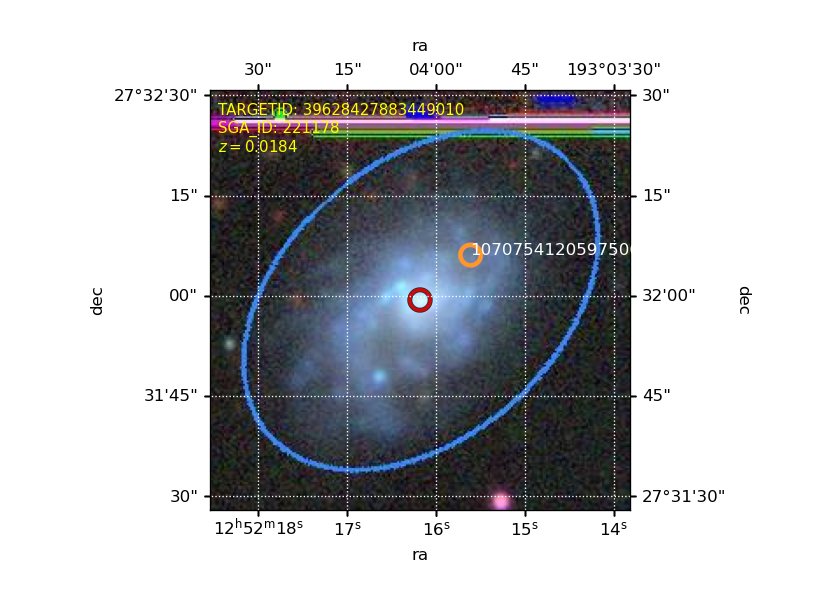 ra
30" 15" 04'00" 45" 193°03'30"
27°32'30" 30"
TARGETID: 39628427883449010
SGA_ID: 221178
z = 0.0184
15" 15"
107075412059750
00" 32'00"
dec dec
31'45" 45"
30" 27°31'30"
12h52m18s 17s 16s 15s 14s
ra